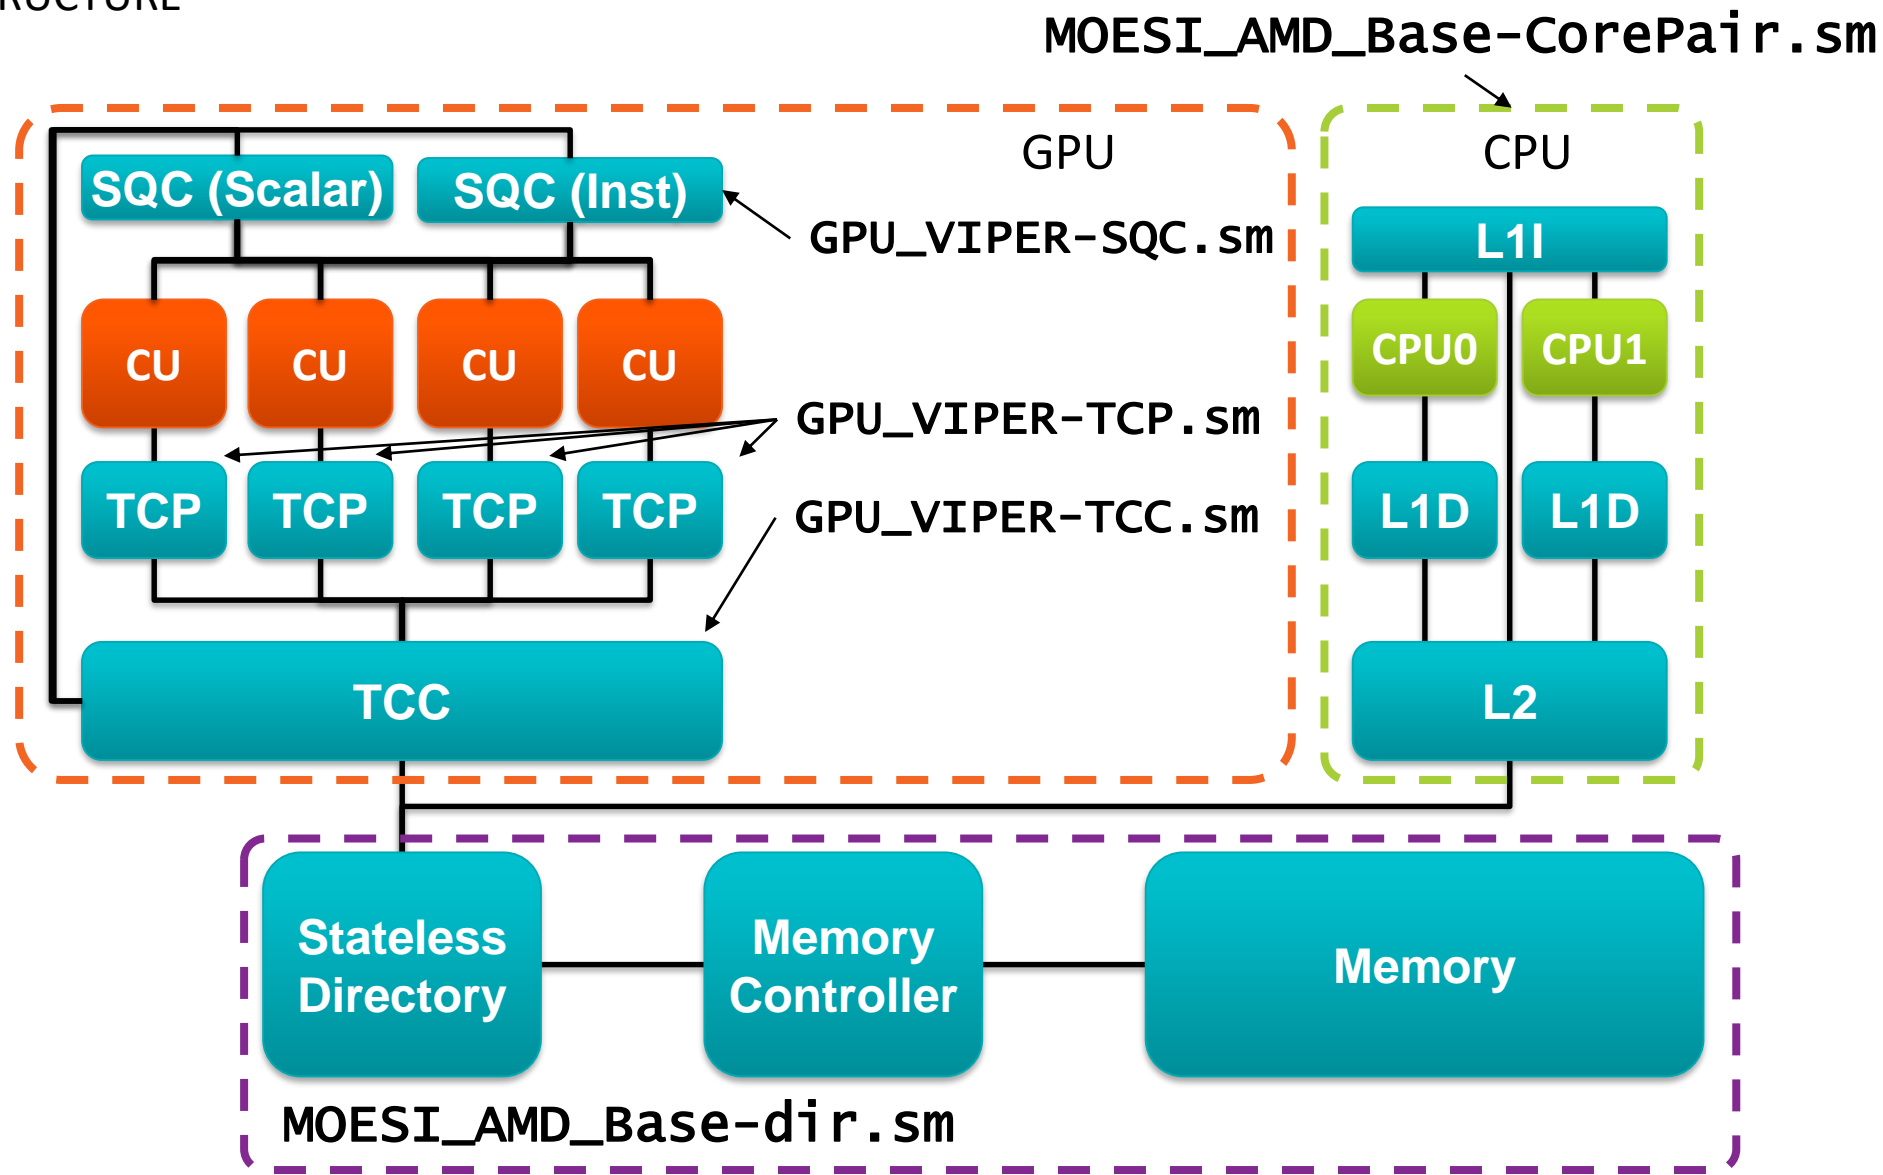 MOESI_AMD_Base-CorePair.sm
GPU
CPU
SQC (Scalar)
SQC (Inst)
GPU_VIPER-SQC.sm
L1I
CU
CU
CU
CU
CPU0
CPU1
GPU_VIPER-TCP.sm
TCP
TCP
TCP
TCP
GPU_VIPER-TCC.sm
L1D
L1D
TCC
L2
Stateless
Directory
Memory
Controller
Memory
MOESI_AMD_Base-dir.sm